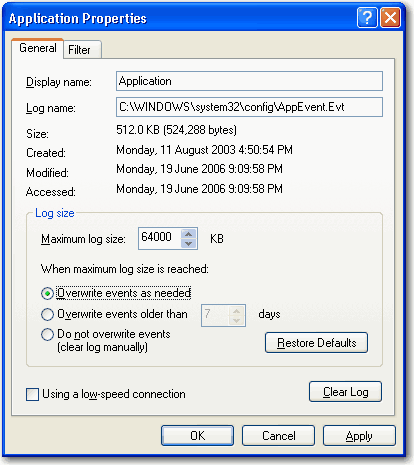 Application Properties
General Filter
Display name: Application
Log name: C:\WINDOWS\system32\config\AppEvent.Evt
Size: 512.0 KB (524,288 bytes)
Created: Monday, 11 August 2003 4:50:54 PM
Modified: Monday, 19 June 2006 9:09:58 PM
Accessed: Monday, 19 June 2006 9:09:58 PM
Log size
Maximum log size: 64000 KB
When maximum log size is reached:
Overwrite events as needed
Overwrite events older than 7 days
Do not overwrite events
(clear log manually)
Restore Defaults
Using a low-speed connection
Clear Log
OK Cancel Apply